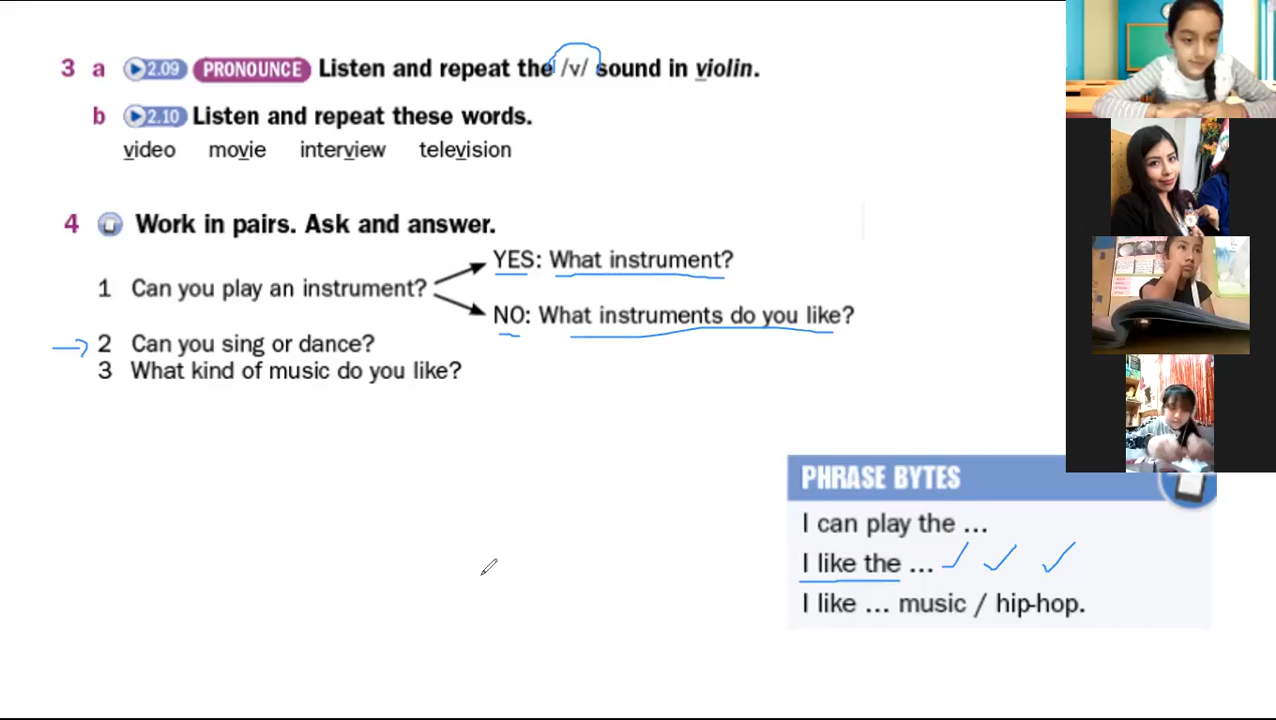 3 a 2.09 PRONOUNCE Listen and repeat the /v/ sound in violin.
b 2.10 Listen and repeat these words.
video movie interview television
4 Work in pairs. Ask and answer.
YES: What instrument?
1 Can you play an instrument?
NO: What instruments do you like?
2 Can you sing or dance?
3 What kind of music do you like?
PHRASE BYTES
I can play the ...
I like the ...
I like ... music / hip-hop.